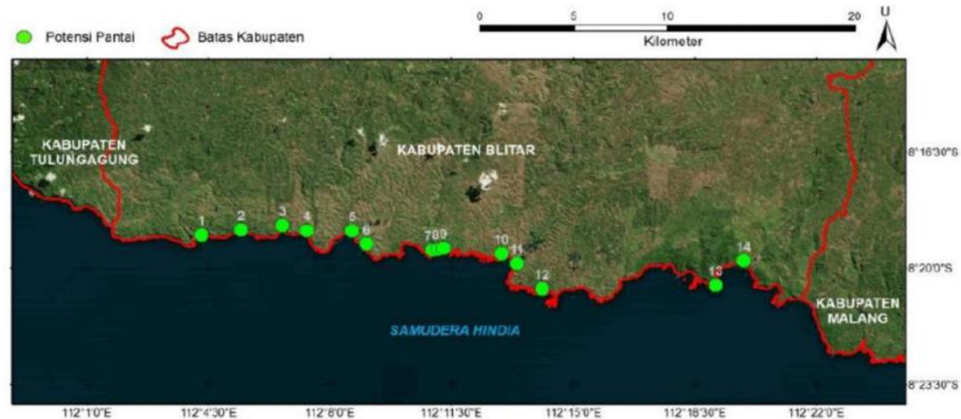 0 5 10 20
U
Potensi Pantai
Batas Kabupaten
Kilometer
KABUPATEN
TULUNGAGUNG
KABUPATEN BLITAR
8°16'30"S
1 2 3 4 5 6 7 8 9 10 11 12 13 14
8°20'0"S
KABUPATEN
MALANG
SAMUDERA HINDIA
8°23'30"S
112°1'0"E 112°4'30"E 112°8'0"E 112°11'30"E 112°15'0"E 112°18'30"E 112°22'0"E